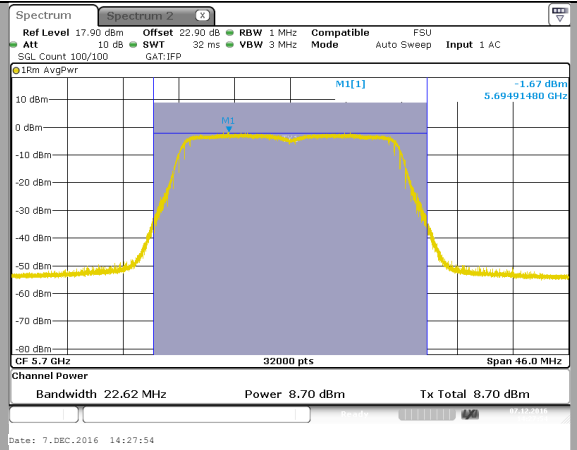 Spectrum Spectrum 2 X
Ref Level 17.90 dBm Offset 22.90 dB RBW 1 MHz Compatible FSU
Att 10 dB SWT 32 ms VBW 3 MHz Mode Auto Sweep Input 1 AC
SGL Count 100/100 GAT:IFP
1Rm AvgPwr
M1[1] -1.67 dBm
5.69491480 GHz
10 dBm
M1
0 dBm
-10 dBm
-20 dBm
-30 dBm
-40 dBm
-50 dBm
-60 dBm
-70 dBm
-80 dBm
CF 5.7 GHz 32000 pts Span 46.0 MHz
Channel Power
Bandwidth 22.62 MHz Power 8.70 dBm Tx Total 8.70 dBm
Ready 07.12.2016
Date: 7.DEC.2016 14:27:54